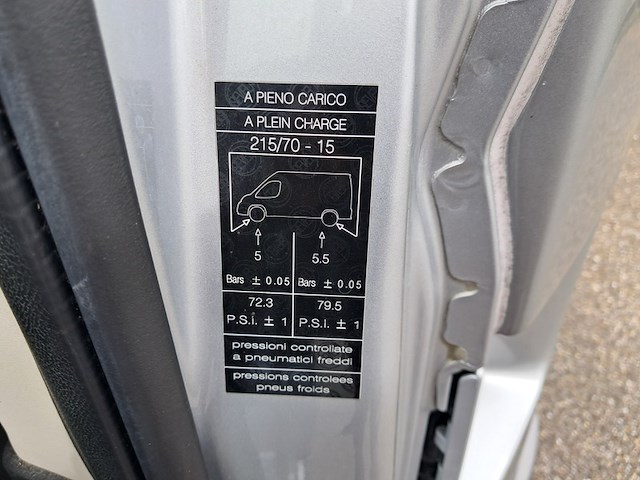 A PIENO CARICO
A PLEIN CHARGE
215/70 - 15
5 5.5
Bars ± 0.05 Bars ± 0.05
72.3 79.5
P.S.I. ± 1 P.S.I. ± 1
pressioni controllate
a pneumatici freddi
pressions controlees
pneus froids